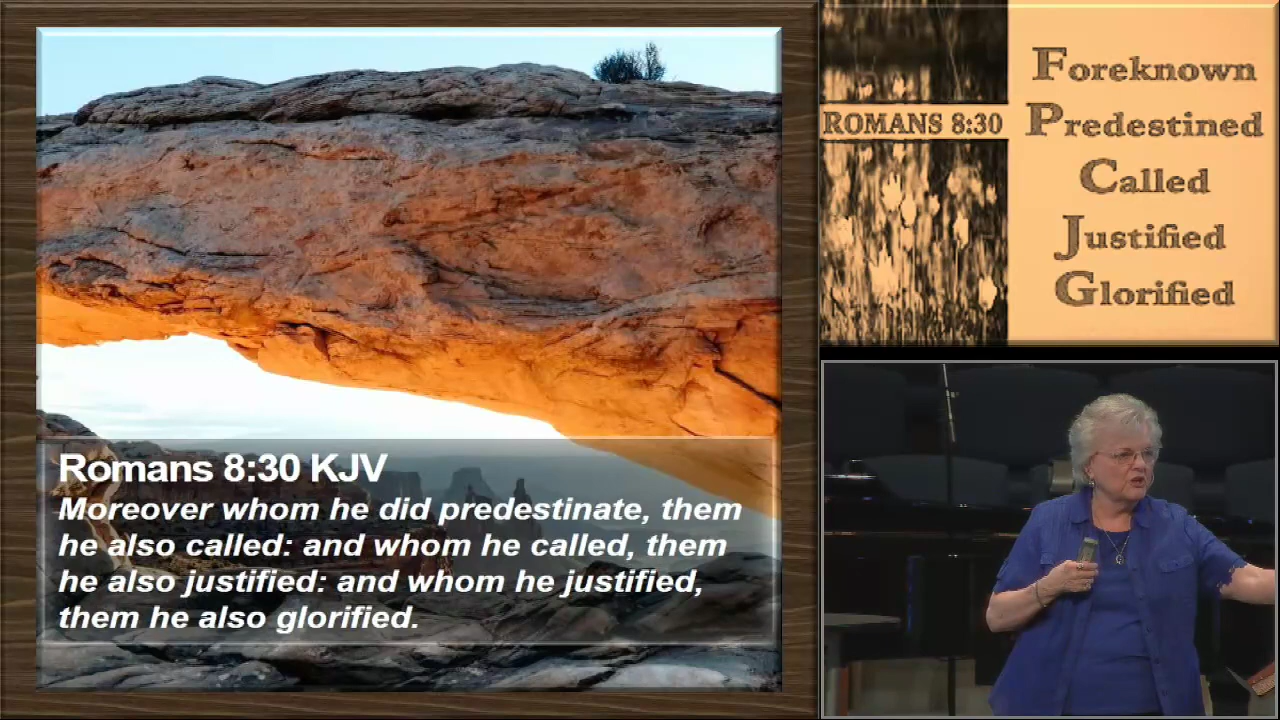 Romans 8:30 KJV
Moreover whom he did predestinate, them
he also called: and whom he called, them
he also justified: and whom he justified,
them he also glorified.
ROMANS 8:30
Foreknown
Predestined
Called
Justified
Glorified